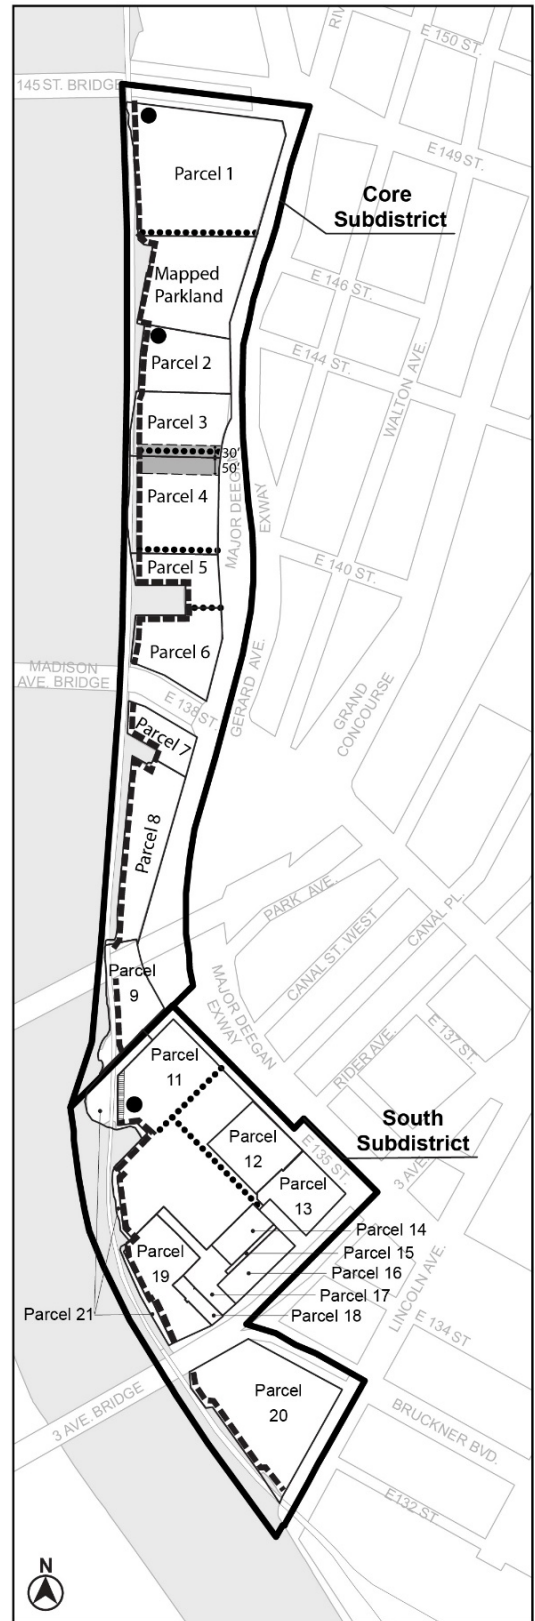 RIV
E 150 ST.
145 ST. BRIDGE
E 149 ST.
Parcel 1
Core
Subdistrict
Mapped
Parkland
E 146 ST.
Parcel 2
E 144 ST.
WALTON AVE.
Parcel 3
30'
50'
Parcel 4
MAJOR DEEGAN
EXWAY
Parcel 5
E 140 ST.
Parcel 6
MADISON
AVE. BRIDGE
E 138 ST.
GERARD AVE.
GRAND
CONCOURSE
Parcel 7
Parcel 8
PARK AVE.
CANAL ST. WEST
CANAL PL.
Parcel
9
MAJOR DEEGAN
EXWAY
RIDER AVE.
E 137 ST.
Parcel
11
South
Subdistrict
Parcel
12
E 135 ST.
3 AVE.
Parcel
13
Parcel 14
Parcel 15
Parcel
19
Parcel 16
Parcel 17
Parcel 18
Parcel 21
LINCOLN AVE.
E 134 ST
3 AVE. BRIDGE
Parcel
20
BRUCKNER BVD.
E 132 ST.
N